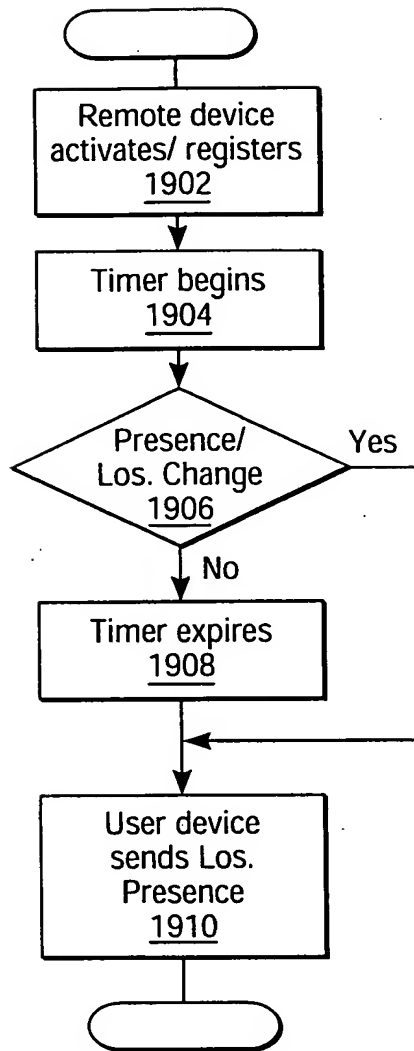 Remote device
activates/ registers
1902
Timer begins
1904
Presence/
Los. Change
1906
Yes
No
Timer expires
1908
User device
sends Los.
Presence
1910